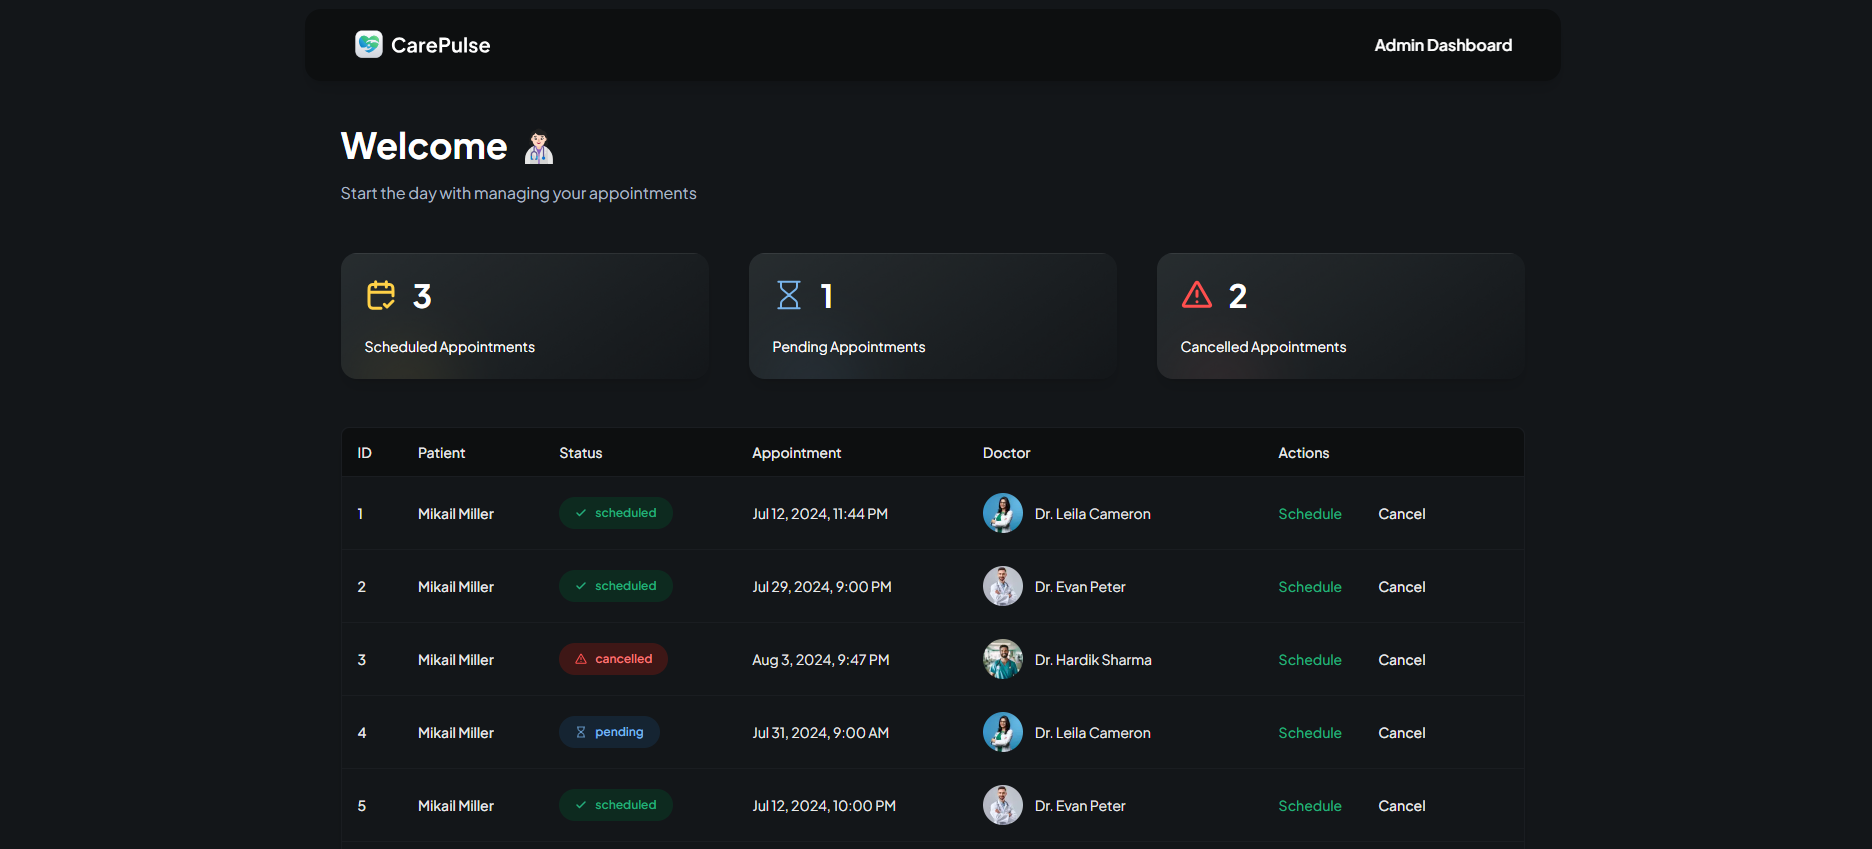 CarePulse
Admin Dashboard
Welcome
Start the day with managing your appointments
3
Scheduled Appointments
1
Pending Appointments
2
Cancelled Appointments
ID Patient Status Appointment Doctor Actions
1 Mikail Miller scheduled Jul 12, 2024, 11:44 PM Dr. Leila Cameron Schedule Cancel
2 Mikail Miller scheduled Jul 29, 2024, 9:00 PM Dr. Evan Peter Schedule Cancel
3 Mikail Miller cancelled Aug 3, 2024, 9:47 PM Dr. Hardik Sharma Schedule Cancel
4 Mikail Miller pending Jul 31, 2024, 9:00 AM Dr. Leila Cameron Schedule Cancel
5 Mikail Miller scheduled Jul 12, 2024, 10:00 PM Dr. Evan Peter Schedule Cancel